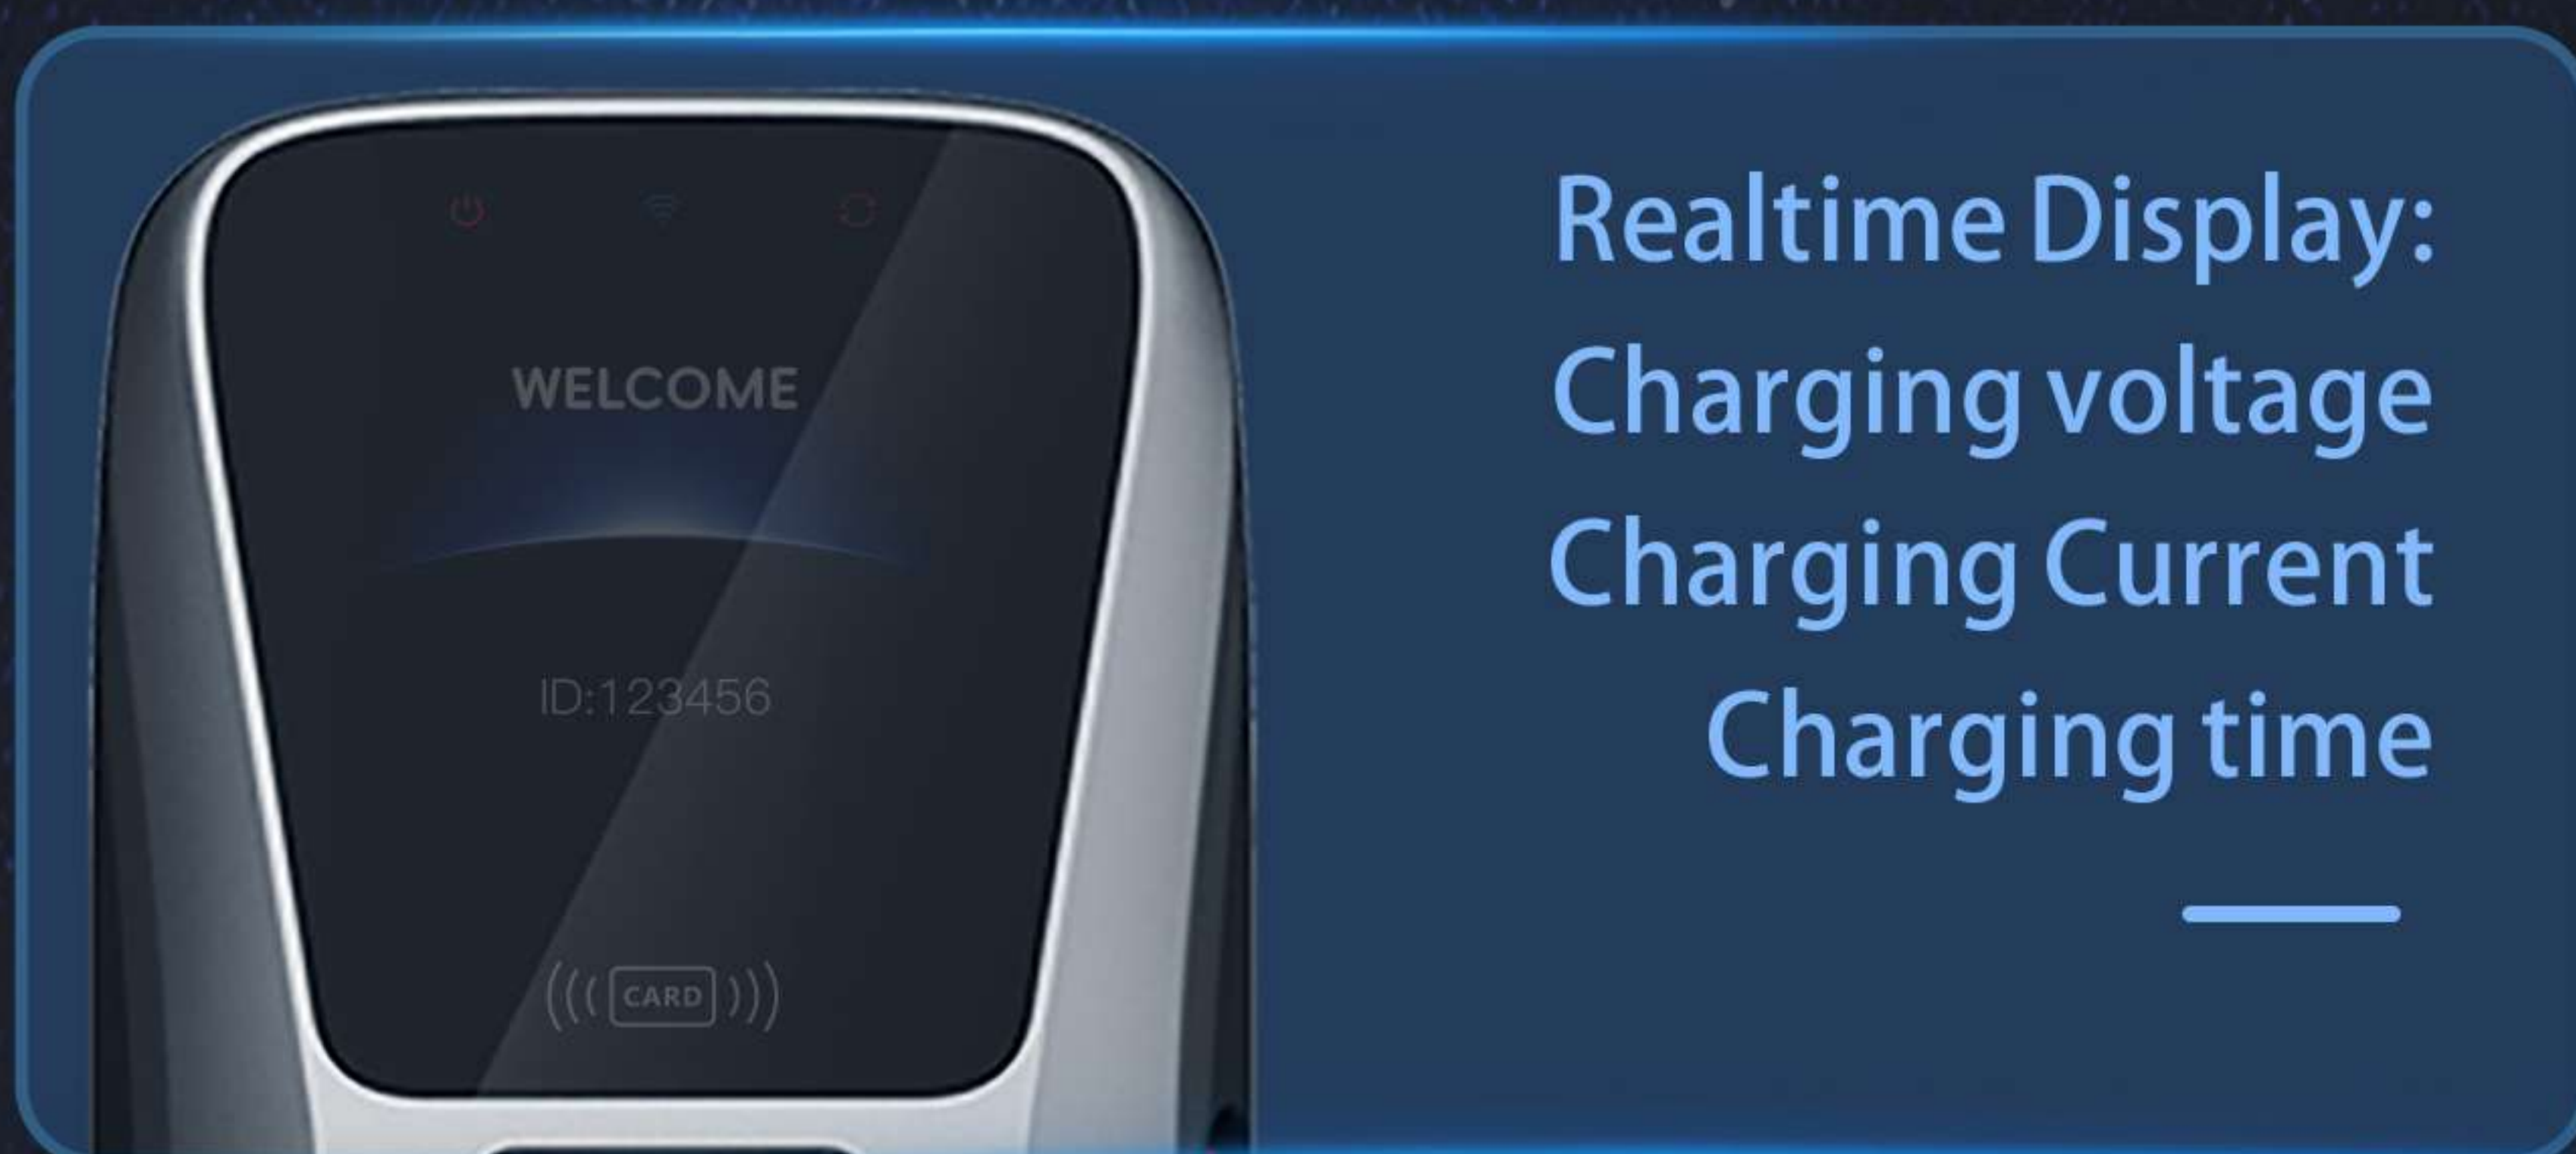 WELCOME
ID:123456
CARD
Realtime Display:
Charging voltage
Charging Current
Charging time